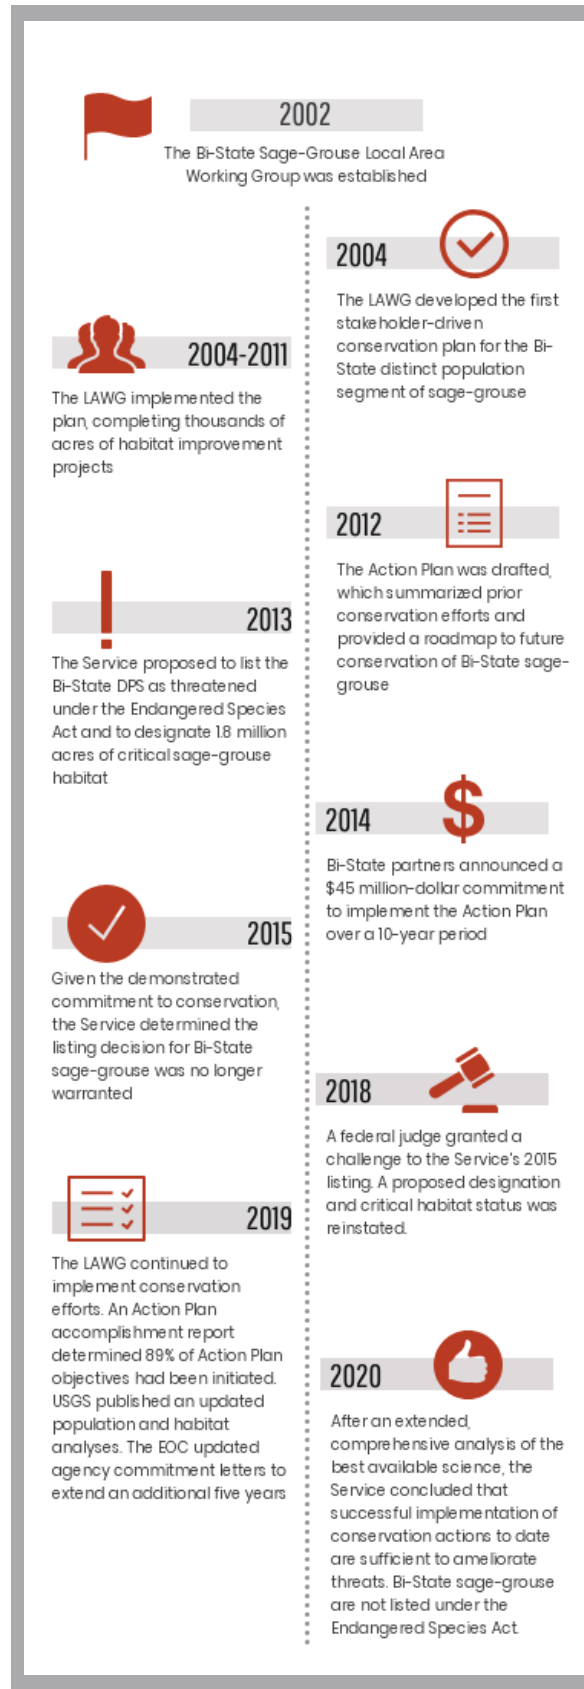 2002
The Bi-State Sage-Grouse Local Area
Working Group was established
2004
The LAWG developed the first
stakeholder-driven
conservation plan for the Bi-
State distinct population
segment of sage-grouse
2004-2011
The LAWG implemented the
plan, completing thousands of
acres of habitat improvement
projects
2012
The Action Plan was drafted,
which summarized prior
conservation efforts and
provided a roadmap to future
conservation of Bi-State sage-
grouse
2013
The Service proposed to list the
Bi-State DPS as threatened
under the Endangered Species
Act and to designate 1.8 million
acres of critical sage-grouse
habitat
2014
Bi-State partners announced a
$45 million-dollar commitment
to implement the Action Plan
over a 10-year period
2015
Given the demonstrated
commitment to conservation,
the Service determined the
listing decision for Bi-State
sage-grouse was no longer
warranted
2018
A federal judge granted a
challenge to the Service's 2015
listing. A proposed designation
and critical habitat status was
reinstated.
2019
The LAWG continued to
implement conservation
efforts. An Action Plan
accomplishment report
determined 89% of Action Plan
objectives had been initiated.
USGS published an updated
population and habitat
analyses. The EOC updated
agency commitment letters to
extend an additional five years
2020
After an extended,
comprehensive analysis of the
best available science, the
Service concluded that
successful implementation of
conservation actions to date
are sufficient to ameliorate
threats. Bi-State sage-grouse
are not listed under the
Endangered Species Act.